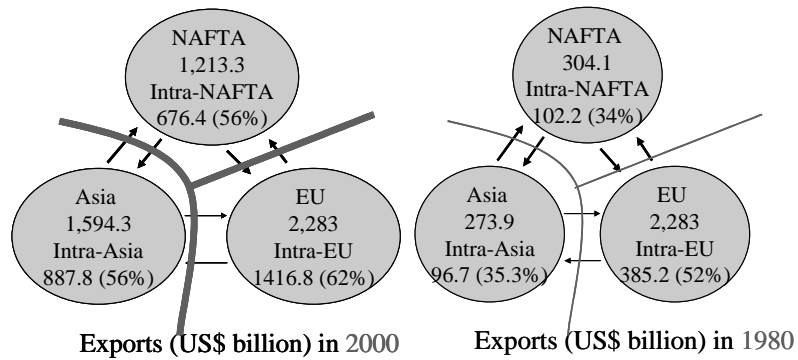 NAFTA
1,213.3
Intra-NAFTA
676.4 (56%)
Asia
1,594.3
Intra-Asia
887.8 (56%)
EU
2,283
Intra-EU
1416.8 (62%)
Exports (US$ billion) in 2000
NAFTA
304.1
Intra-NAFTA
102.2 (34%)
Asia
273.9
Intra-Asia
96.7 (35.3%)
EU
2,283
Intra-EU
385.2 (52%)
Exports (US$ billion) in 1980